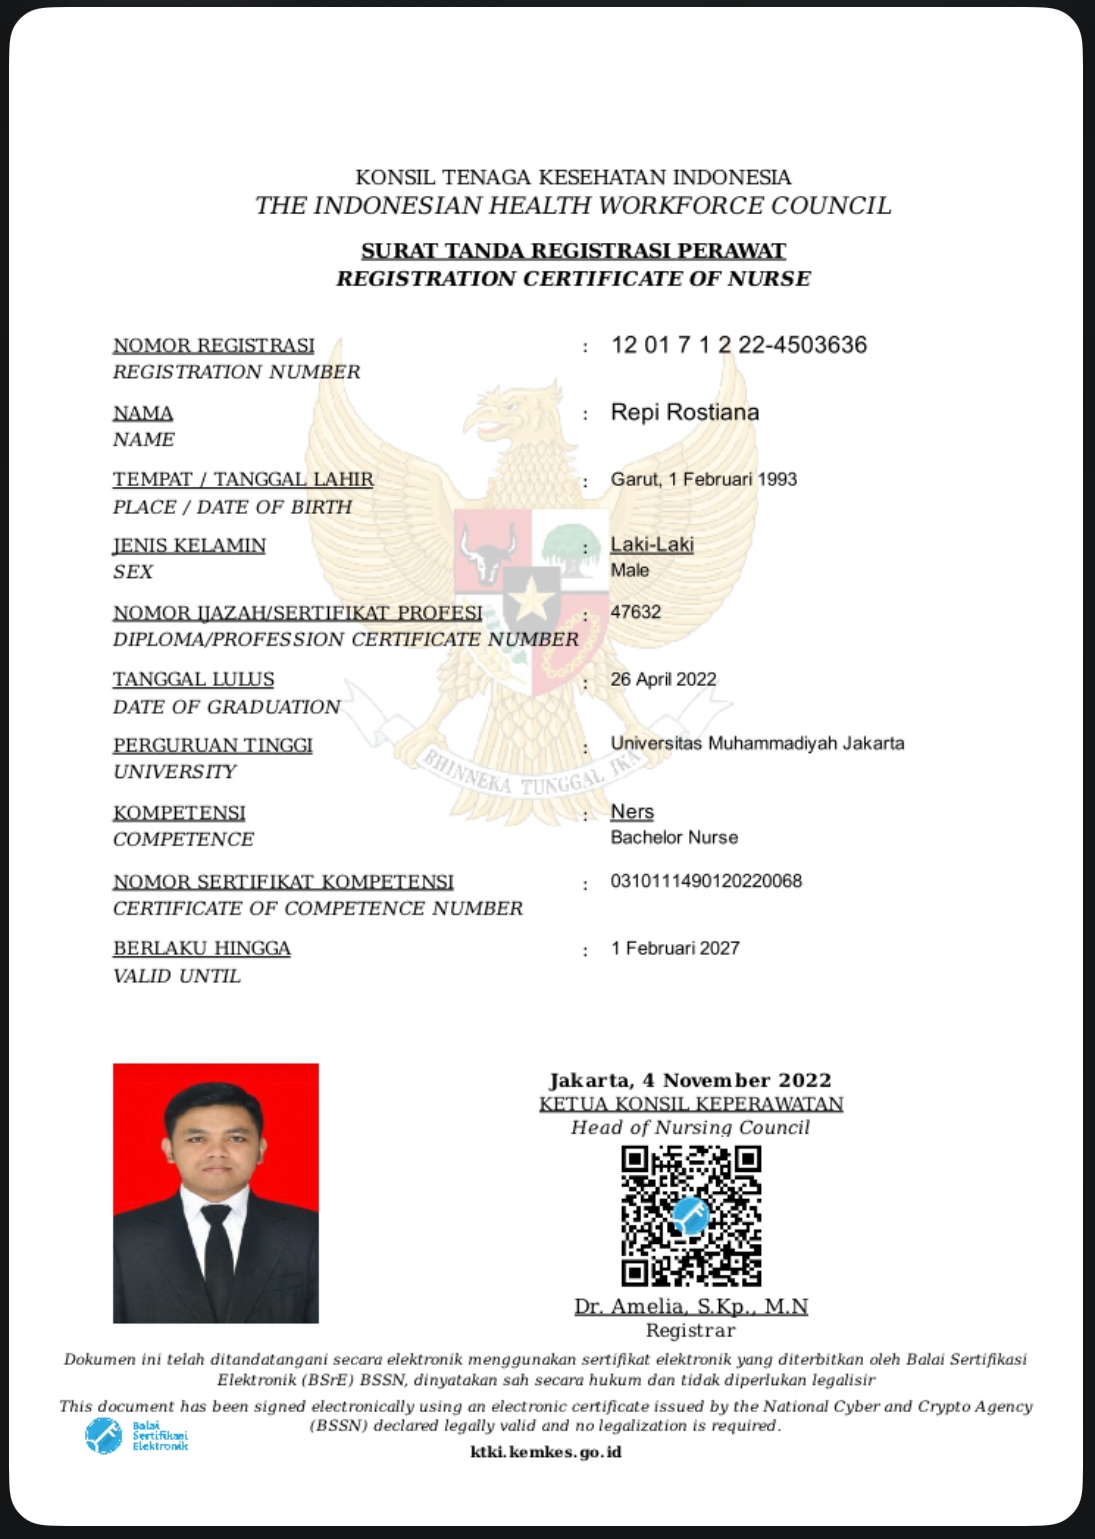 KONSIL TENAGA KESEHATAN INDONESIA
THE INDONESIAN HEALTH WORKFORCE COUNCIL
SURAT TANDA REGISTRASI PERAWAT
REGISTRATION CERTIFICATE OF NURSE
NOMOR REGISTRASI : 12 01 7 1 2 22-4503636
REGISTRATION NUMBER
NAMA : Repi Rostiana
NAME
TEMPAT / TANGGAL LAHIR : Garut, 1 Februari 1993
PLACE / DATE OF BIRTH
JENIS KELAMIN : Laki-Laki
SEX Male
NOMOR IJAZAH/SERTIFIKAT PROFESI : 47632
DIPLOMA/PROFESSION CERTIFICATE NUMBER
TANGGAL LULUS : 26 April 2022
DATE OF GRADUATION
PERGURUAN TINGGI : Universitas Muhammadiyah Jakarta
UNIVERSITY
BHINNEKA TUNGGAL IKA
KOMPETENSI : Ners
COMPETENCE Bachelor Nurse
NOMOR SERTIFIKAT KOMPETENSI : 0310111490120220068
CERTIFICATE OF COMPETENCE NUMBER
BERLAKU HINGGA : 1 Februari 2027
VALID UNTIL
Jakarta, 4 November 2022
KETUA KONSIL KEPERAWATAN
Head of Nursing Council
Dr. Amelia, S.Kp., M.N
Registrar
Dokumen ini telah ditandatangani secara elektronik menggunakan sertifikat elektronik yang diterbitkan oleh Balai Sertifikasi
Elektronik (BSrE) BSSN, dinyatakan sah secara hukum dan tidak diperlukan legalisir
This document has been signed electronically using an electronic certificate issued by the National Cyber and Crypto Agency
(BSSN) declared legally valid and no legalization is required.
Balai
Sertifikasi
Elektronik
ktki.kemkes.go.id